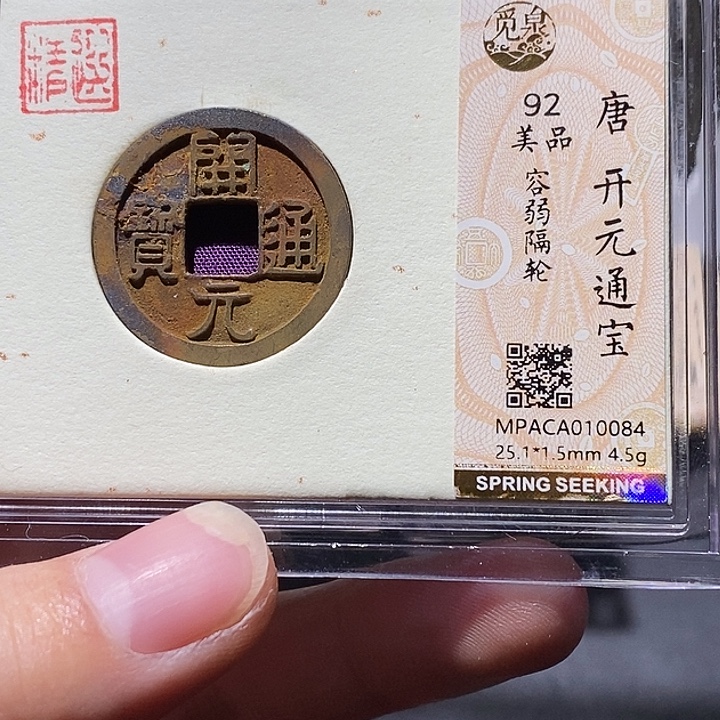 開
通
元
寳
觅泉
唐 开元通宝
92
美品
容弱隔轮
MPACA010084
25.1*1.5mm 4.5g
SPRING SEEKING